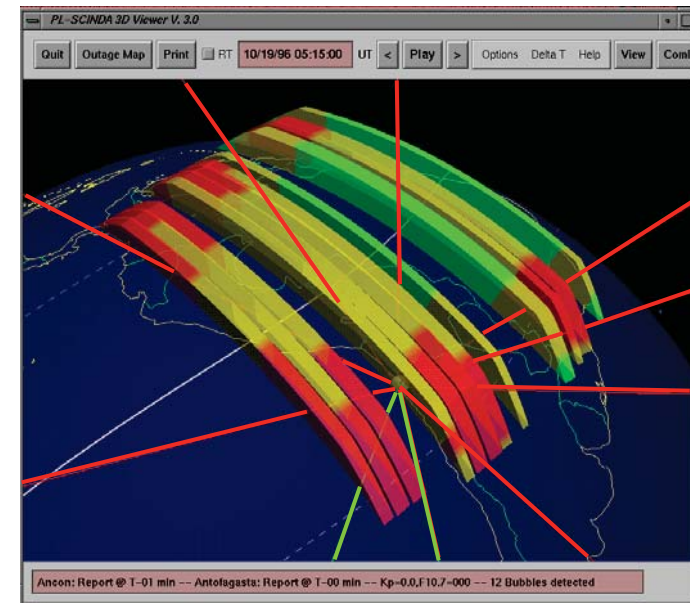 PL-SCINDA 3D Viewer V. 3.0
Quit Outage Map Print RT 10/19/96 05:15:00 UT < Play > Options Delta T Help View
Ancon: Report @ T-01 min -- Antofagasta: Report @ T-00 min -- Kp=0.0,F10.7=000 -- 12 Bubbles detected